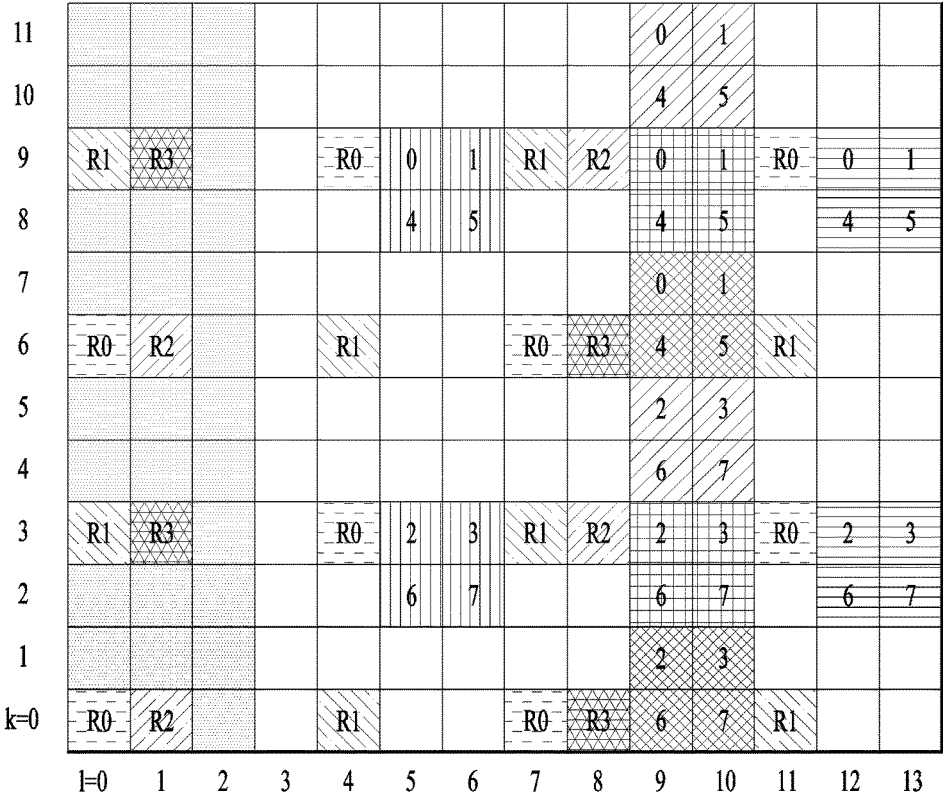 11 0 1
10 4 5
9 R1 R3 R0 0 1 R1 R2 0 1 R0 0 1
8 4 5 4 5 4 5
7 0 1
6 R0 R2 R1 R0 R3 4 5 R1
5 2 3
4 6 7
3 R1 R3 R0 2 3 R1 R2 2 3 R0 2 3
2 6 7 6 7 6 7
1 2 3
k=0 R0 R2 R1 R0 R3 6 7 R1
l=0 1 2 3 4 5 6 7 8 9 10 11 12 13